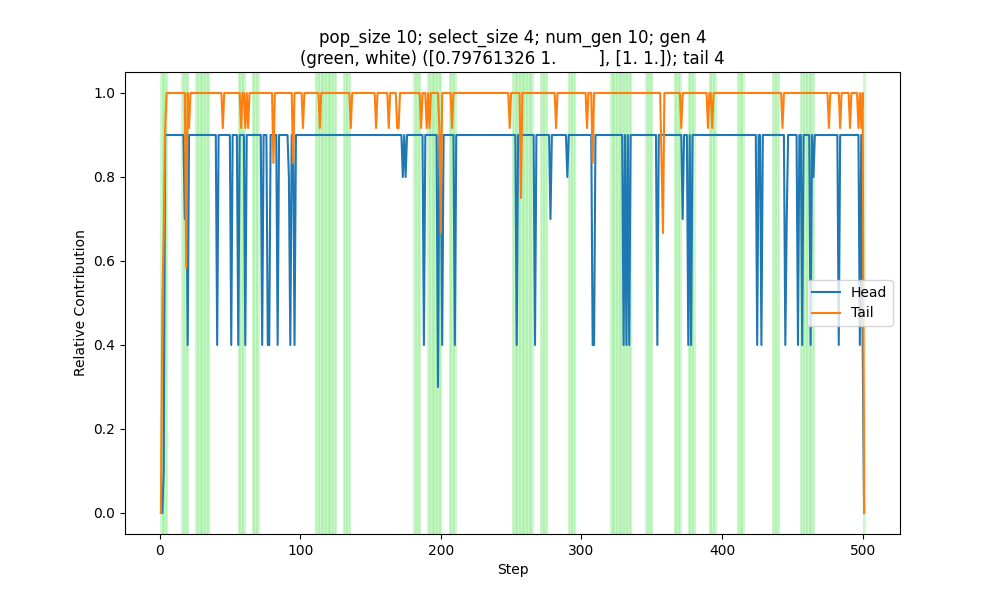 pop_size 10; select_size 4; num_gen 10; gen 4
(green, white) ([0.79761326 1.        ], [1. 1.]); tail 4
1.0
0.8
0.6
0.4
0.2
0.0
Relative Contribution
Head
Tail
0 100 200 300 400 500
Step